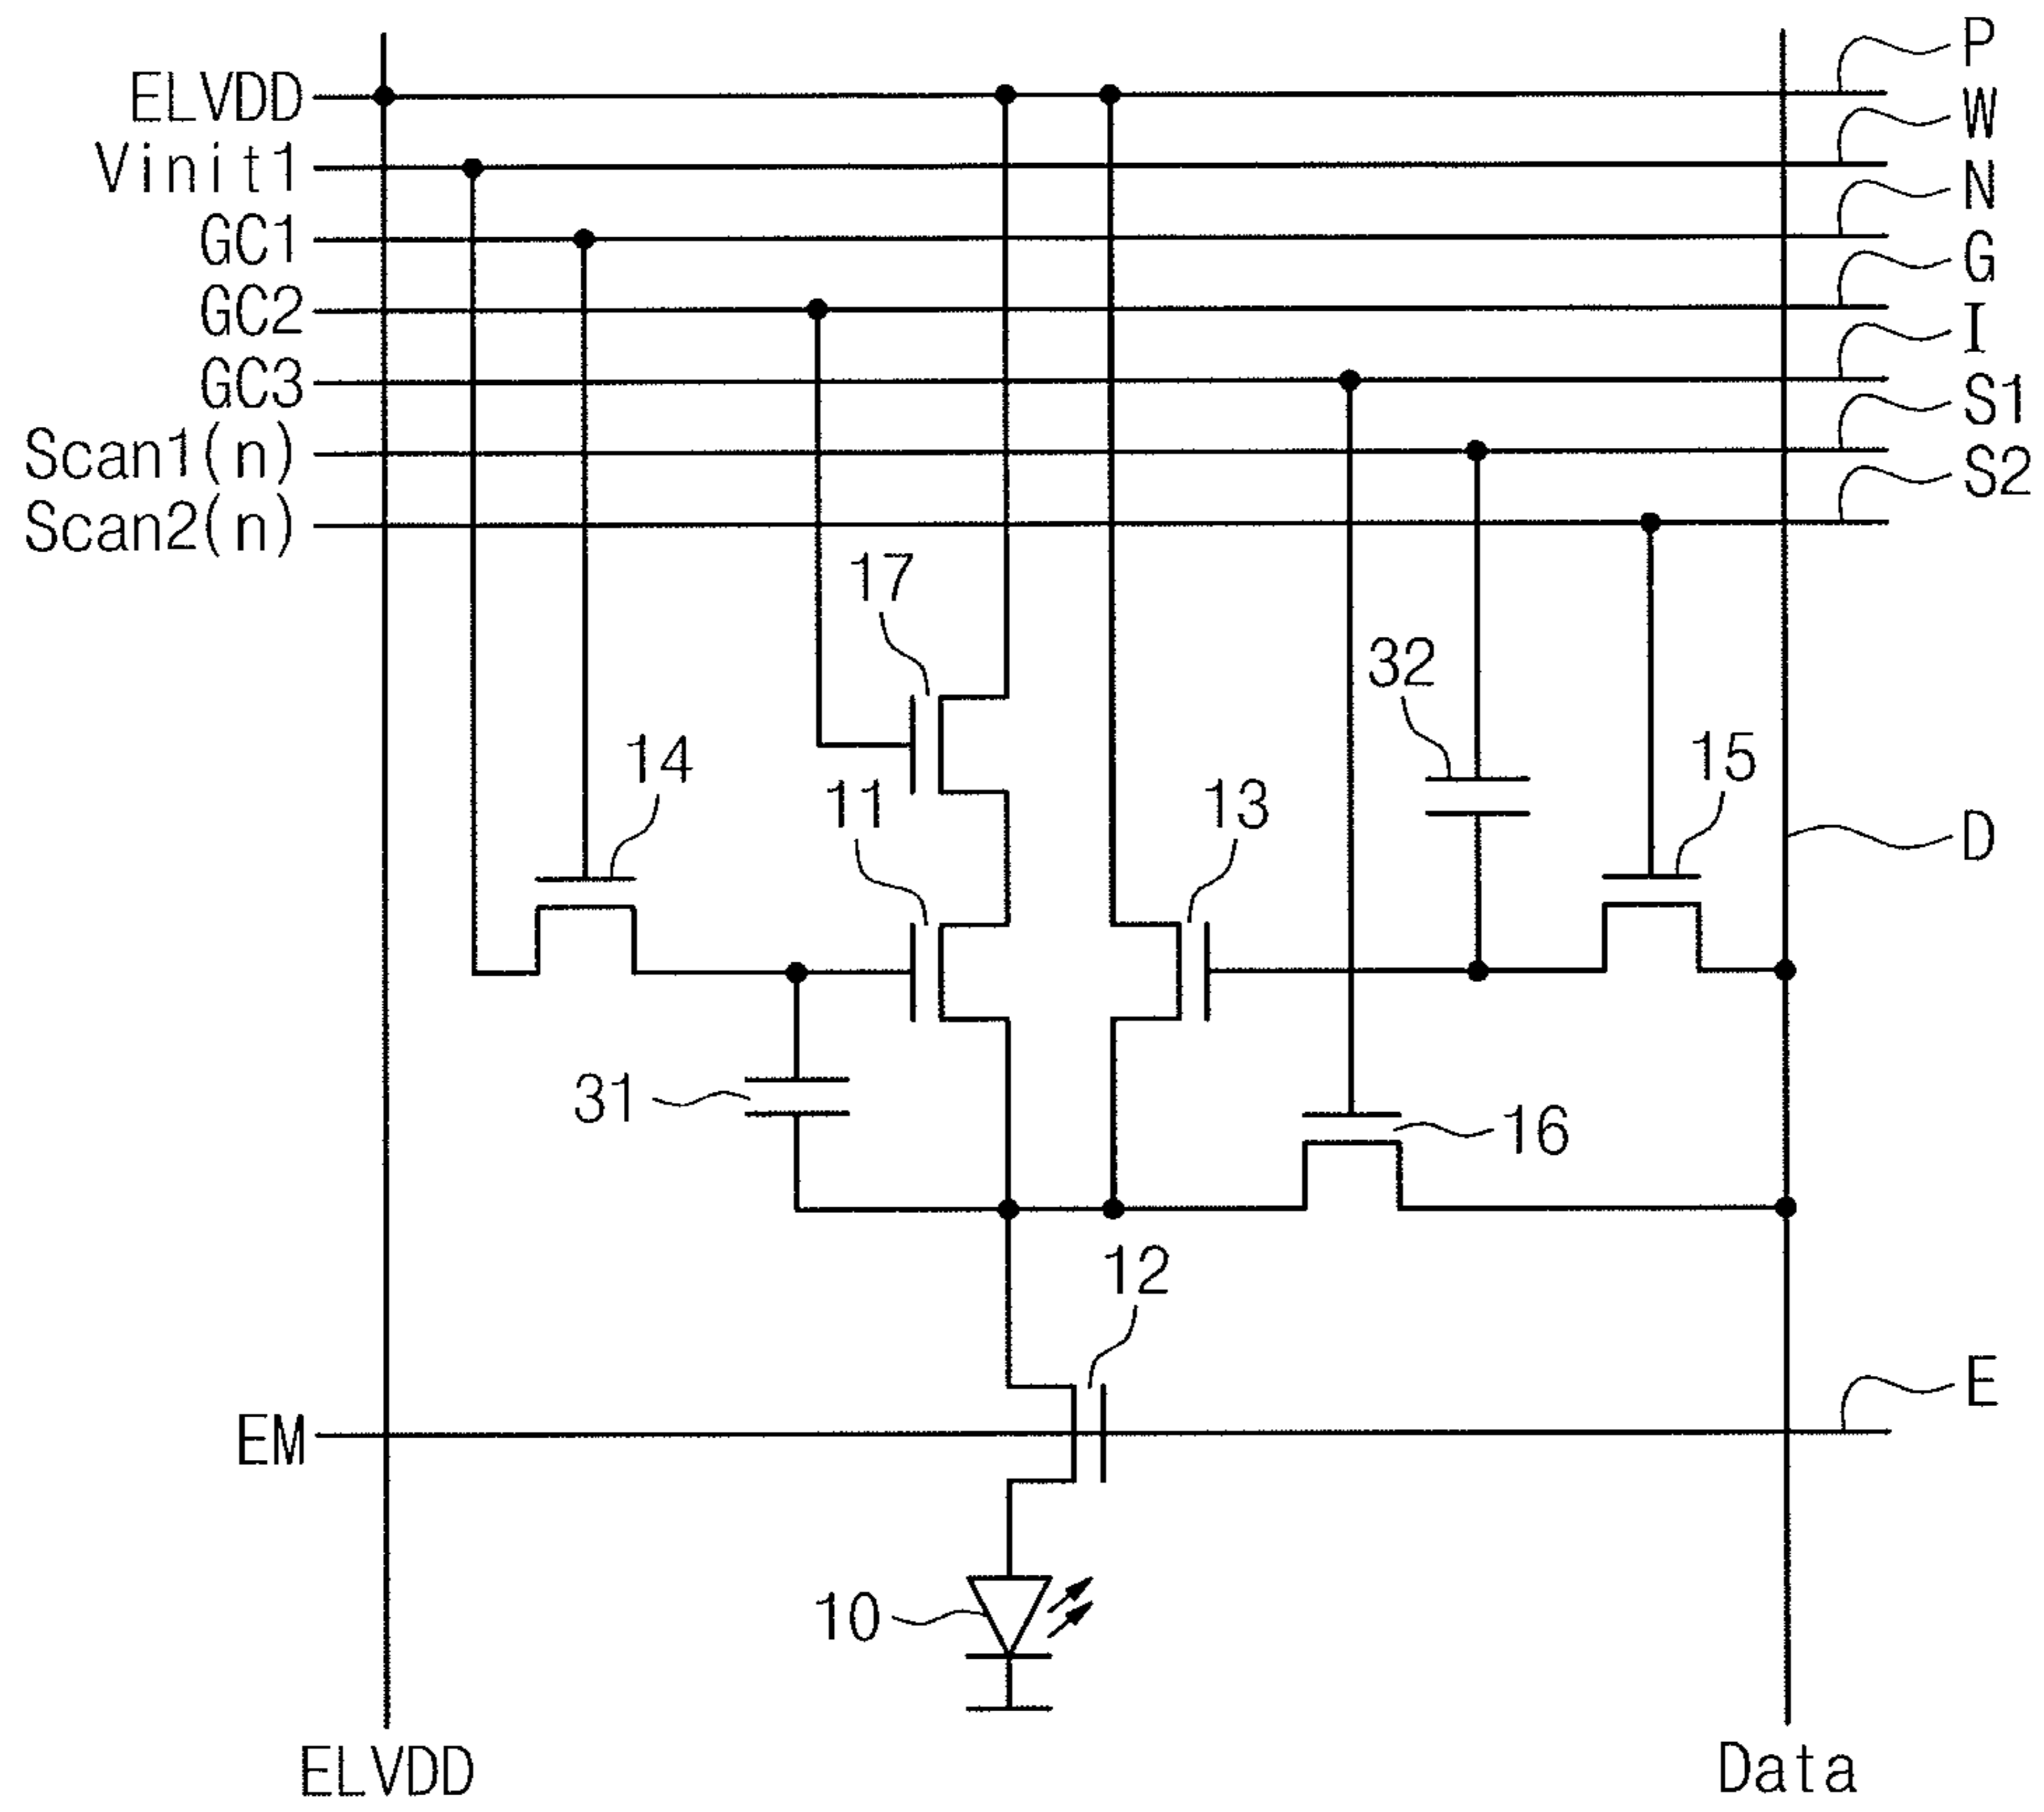 P
ELVDD
W
Vinit1
N
GC1
G
GC2
I
GC3
S1
Scan1(n)
S2
Scan2(n)
17
32
14
15
11
13
D
31
16
12
E
EM
10
ELVDD
Data